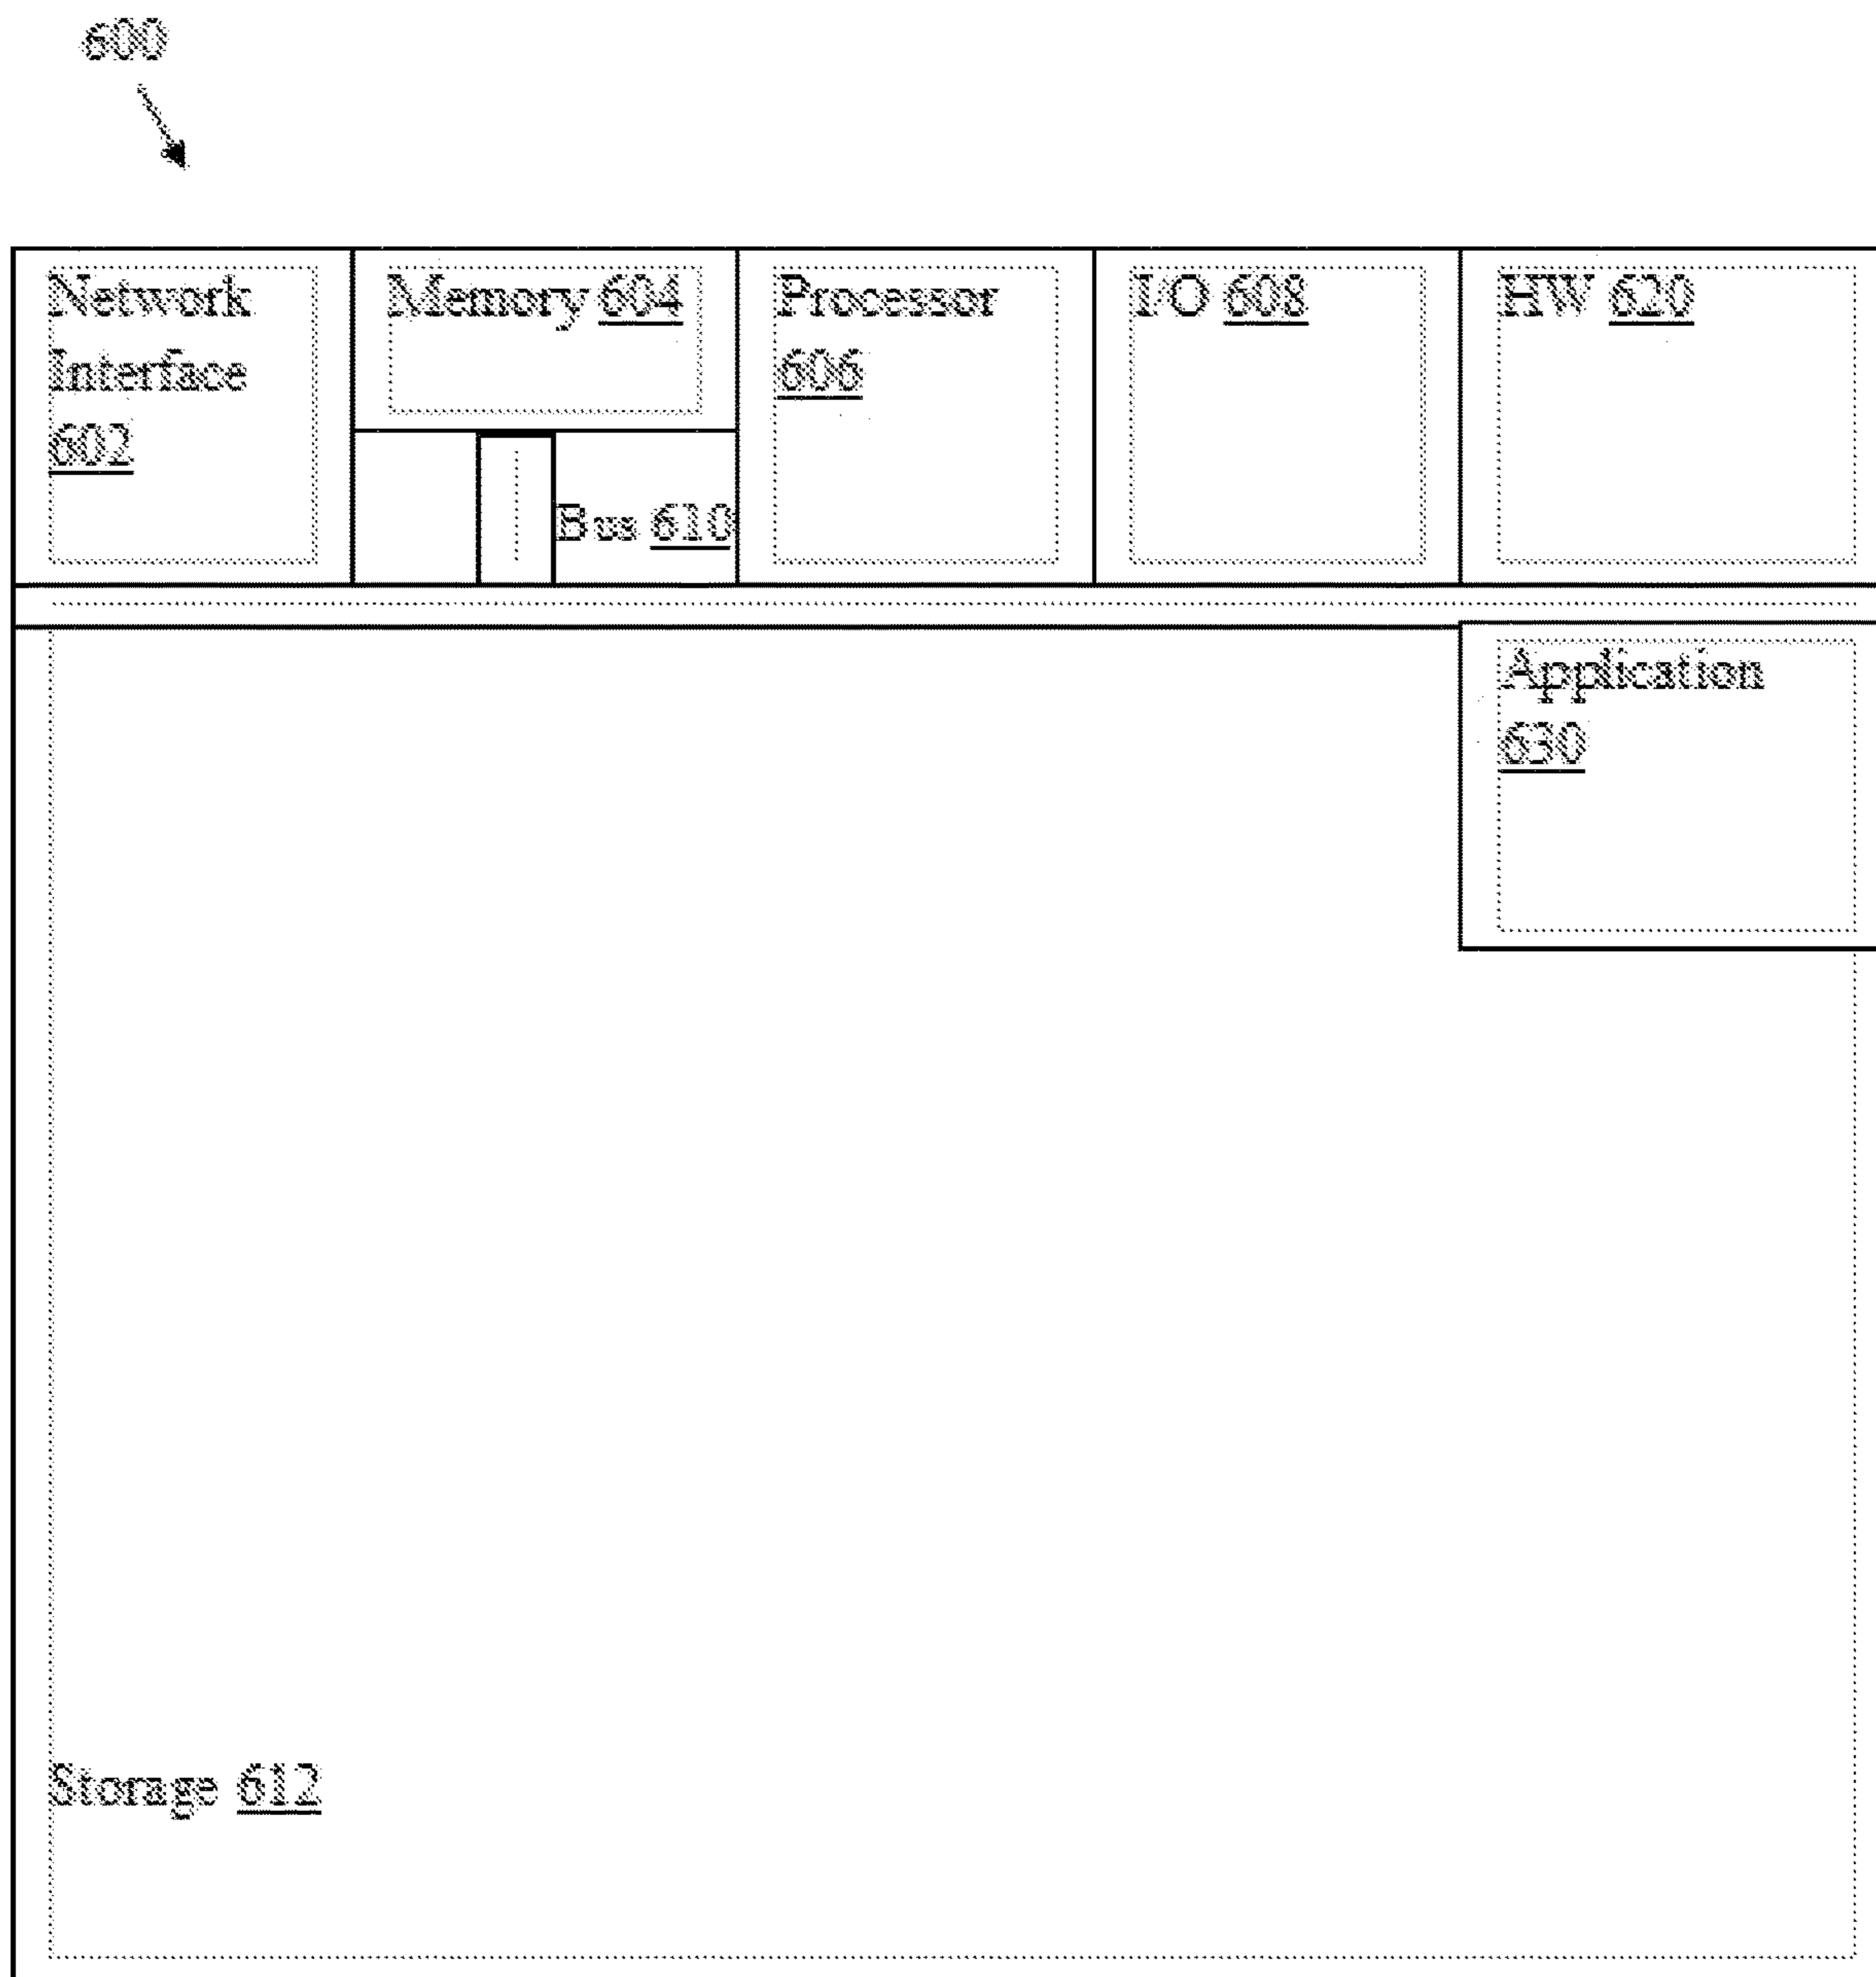 600
Network
Interface
602
Memory 604
Bus 610
Processor
606
I/O 608
HW 620
Application
630
Storage 612